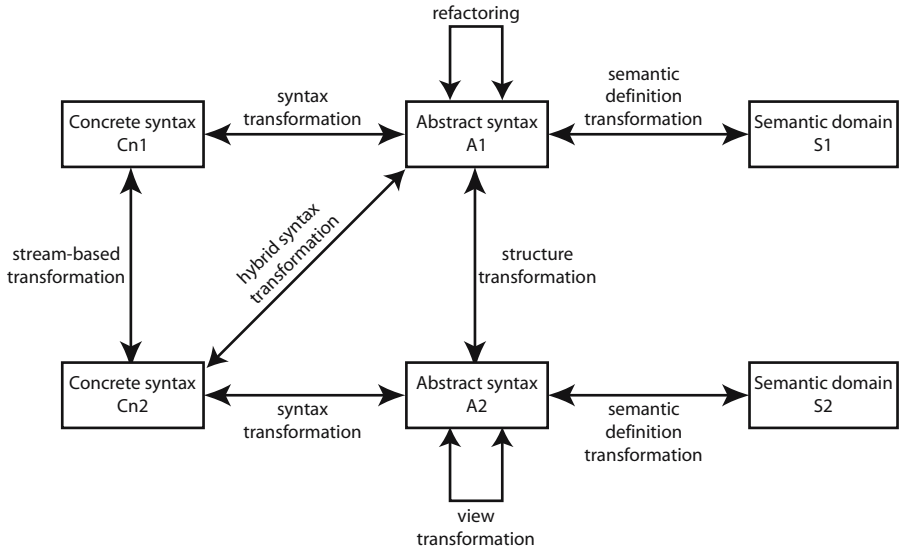 refactoring
syntax
transformation
semantic
definition
transformation
Concrete syntax
Cn1
Abstract syntax
A1
Semantic domain
S1
stream-based
transformation
hybrid syntax
transformation
structure
transformation
Concrete syntax
Cn2
Abstract syntax
A2
Semantic domain
S2
syntax
transformation
semantic
definition
transformation
view
transformation